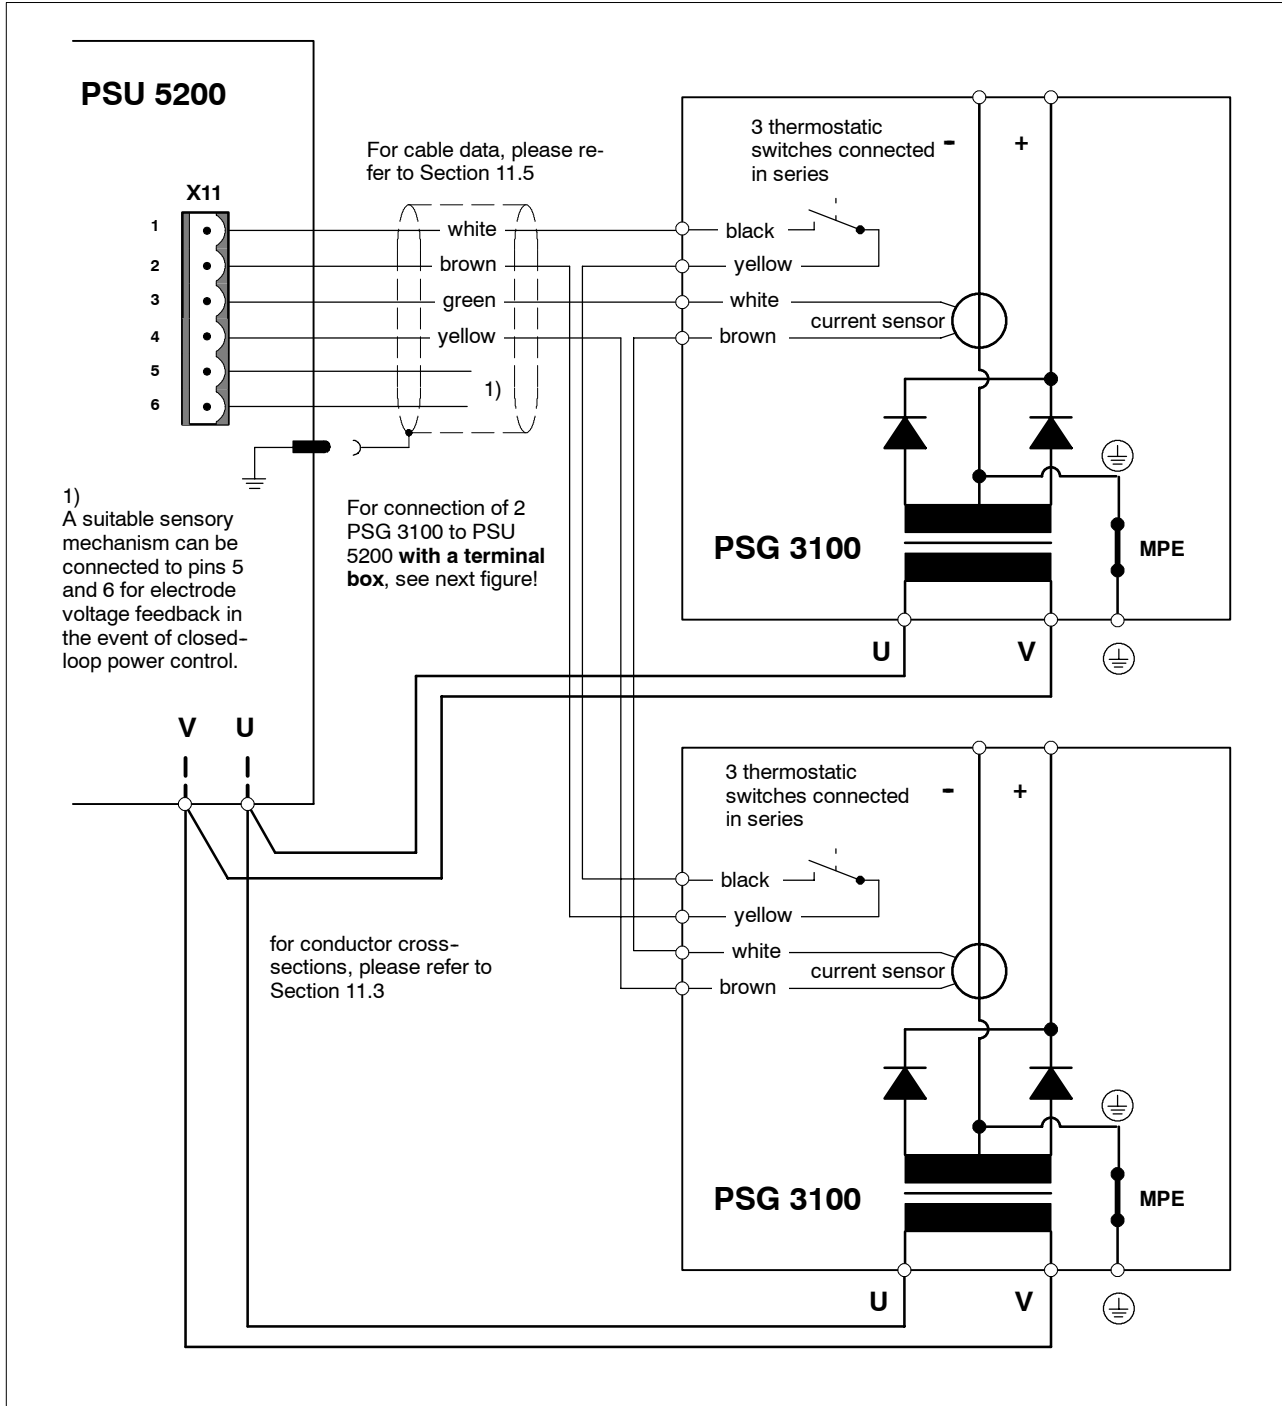 PSU 5200
X11
1
2
3
4
5
6
For cable data, please re-
fer to Section 11.5
white
brown
green
yellow
1)
1)
A suitable sensory
mechanism can be
connected to pins 5
and 6 for electrode
voltage feedback in
the event of closed-
loop power control.
For connection of 2
PSG 3100 to PSU
5200 with a terminal
box, see next figure!
V U
for conductor cross-
sections, please refer to
Section 11.3
3 thermostatic
switches connected
in series
- +
black
yellow
white
current sensor
brown
PSG 3100
MPE
U V
3 thermostatic
switches connected
in series
- +
black
yellow
white
current sensor
brown
PSG 3100
MPE
U V